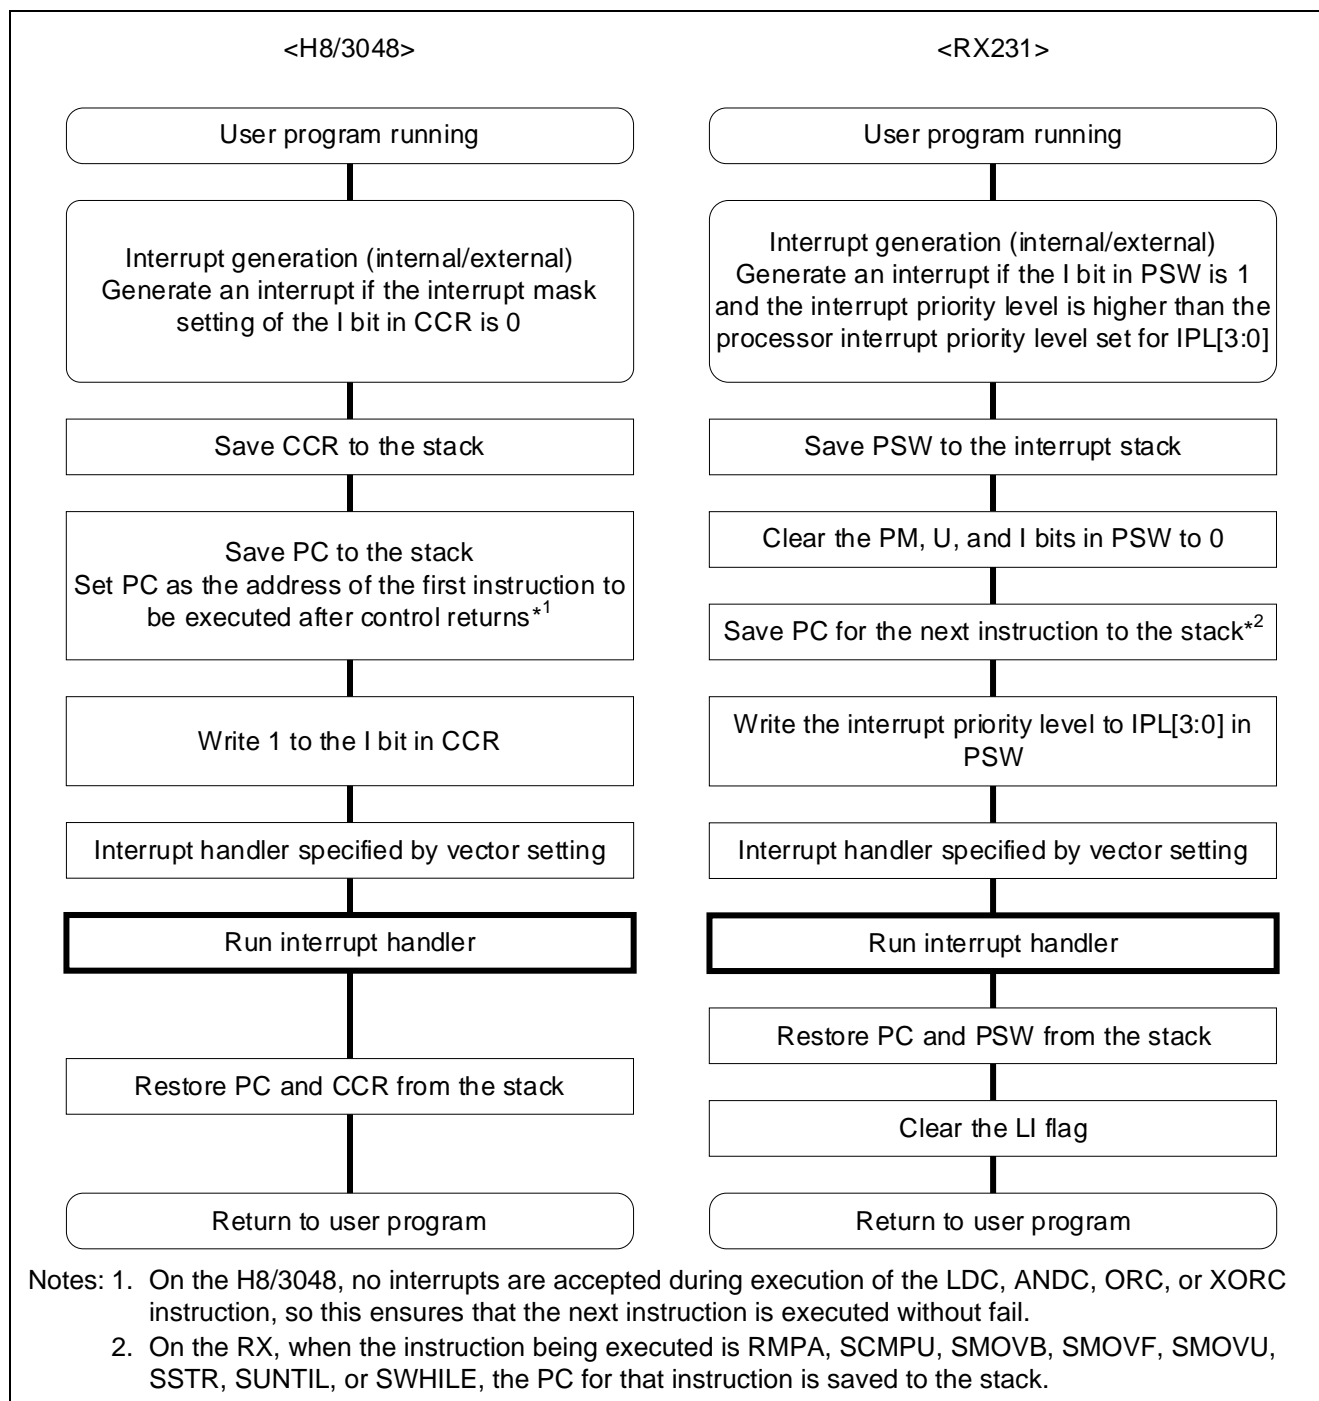 <H8/3048>
User program running
Interrupt generation (internal/external)
Generate an interrupt if the interrupt mask
setting of the I bit in CCR is 0
Save CCR to the stack
Save PC to the stack
Set PC as the address of the first instruction to
be executed after control returns*1
Write 1 to the I bit in CCR
Interrupt handler specified by vector setting
Run interrupt handler
Restore PC and CCR from the stack
Return to user program
<RX231>
User program running
Interrupt generation (internal/external)
Generate an interrupt if the I bit in PSW is 1
and the interrupt priority level is higher than the
processor interrupt priority level set for IPL[3:0]
Save PSW to the interrupt stack
Clear the PM, U, and I bits in PSW to 0
Save PC for the next instruction to the stack*2
Write the interrupt priority level to IPL[3:0] in
PSW
Interrupt handler specified by vector setting
Run interrupt handler
Restore PC and PSW from the stack
Clear the LI flag
Return to user program
Notes: 1. On the H8/3048, no interrupts are accepted during execution of the LDC, ANDC, ORC, or XORC
instruction, so this ensures that the next instruction is executed without fail.
2. On the RX, when the instruction being executed is RMPA, SCMPU, SMOVB, SMOVF, SMOVU,
SSTR, SUNTIL, or SWHILE, the PC for that instruction is saved to the stack.